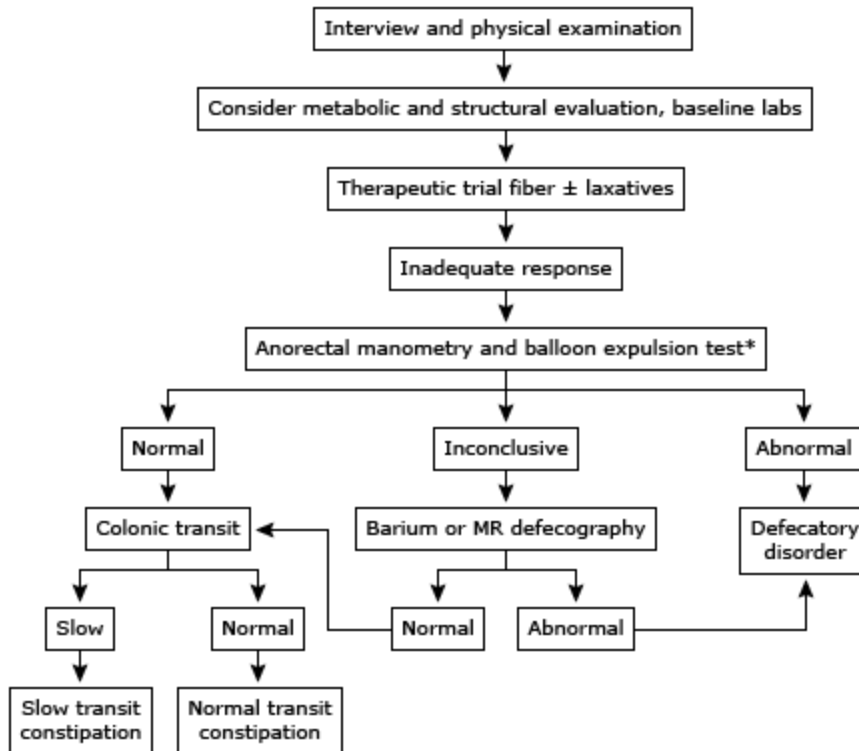 Interview and physical examination
Consider metabolic and structural evaluation, baseline labs
Therapeutic trial fiber ± laxatives
Inadequate response
Anorectal manometry and balloon expulsion test*
Normal
Inconclusive
Abnormal
Colonic transit
Barium or MR defecography
Defecatory
disorder
Slow
Normal
Normal
Abnormal
Slow transit
constipation
Normal transit
constipation